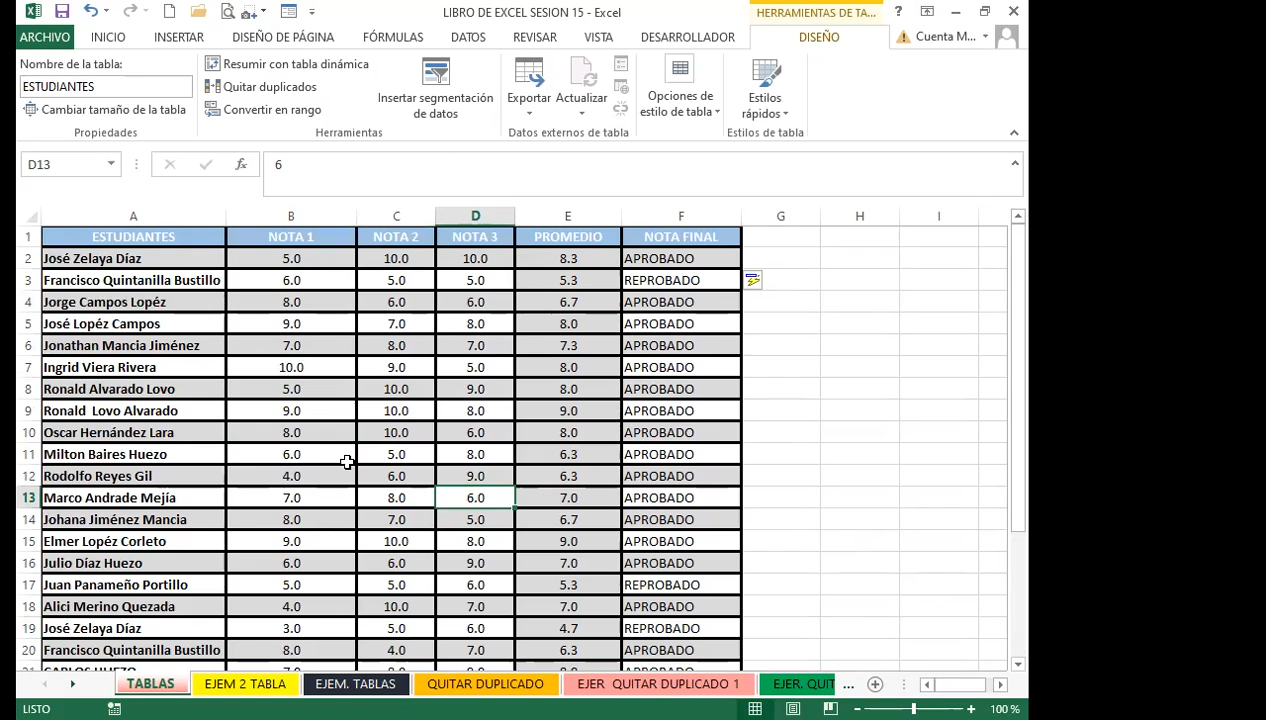 LIBRO DE EXCEL SESION 15 - Excel
HERRAMIENTAS DE TA...
?
ARCHIVO INICIO INSERTAR DISEÑO DE PÁGINA FÓRMULAS DATOS REVISAR VISTA DESARROLLADOR DISEÑO Cuenta M...
Nombre de la tabla:
ESTUDIANTES
Cambiar tamaño de la tabla
Propiedades
Resumir con tabla dinámica
Quitar duplicados
Convertir en rango
Insertar segmentación
de datos
Herramientas
Exportar
Actualizar
Datos externos de tabla
Opciones de
estilo de tabla
Estilos
rápidos
Estilos de tabla
D13 fx 6
A B C D E F G H I
1 ESTUDIANTES NOTA 1 NOTA 2 NOTA 3 PROMEDIO NOTA FINAL
2 José Zelaya Díaz 5.0 10.0 10.0 8.3 APROBADO
3 Francisco Quintanilla Bustillo 6.0 5.0 5.0 5.3 REPROBADO
4 Jorge Campos Lopéz 8.0 6.0 6.0 6.7 APROBADO
5 José Lopéz Campos 9.0 7.0 8.0 8.0 APROBADO
6 Jonathan Mancia Jiménez 7.0 8.0 7.0 7.3 APROBADO
7 Ingrid Viera Rivera 10.0 9.0 5.0 8.0 APROBADO
8 Ronald Alvarado Lovo 5.0 10.0 9.0 8.0 APROBADO
9 Ronald Lovo Alvarado 9.0 10.0 8.0 9.0 APROBADO
10 Oscar Hernández Lara 8.0 10.0 6.0 8.0 APROBADO
11 Milton Baires Huezo 6.0 5.0 8.0 6.3 APROBADO
12 Rodolfo Reyes Gil 4.0 6.0 9.0 6.3 APROBADO
13 Marco Andrade Mejía 7.0 8.0 6.0 7.0 APROBADO
14 Johana Jiménez Mancia 8.0 7.0 5.0 6.7 APROBADO
15 Elmer Lopéz Corleto 9.0 10.0 8.0 9.0 APROBADO
16 Julio Díaz Huezo 6.0 6.0 9.0 7.0 APROBADO
17 Juan Panameño Portillo 5.0 5.0 6.0 5.3 REPROBADO
18 Alici Merino Quezada 4.0 10.0 7.0 7.0 APROBADO
19 José Zelaya Díaz 3.0 5.0 6.0 4.7 REPROBADO
20 Francisco Quintanilla Bustillo 8.0 4.0 7.0 6.3 APROBADO
TABLAS EJEM 2 TABLA EJEM. TABLAS QUITAR DUPLICADO EJER QUITAR DUPLICADO 1 EJER. QUIT ...
LISTO 100 %